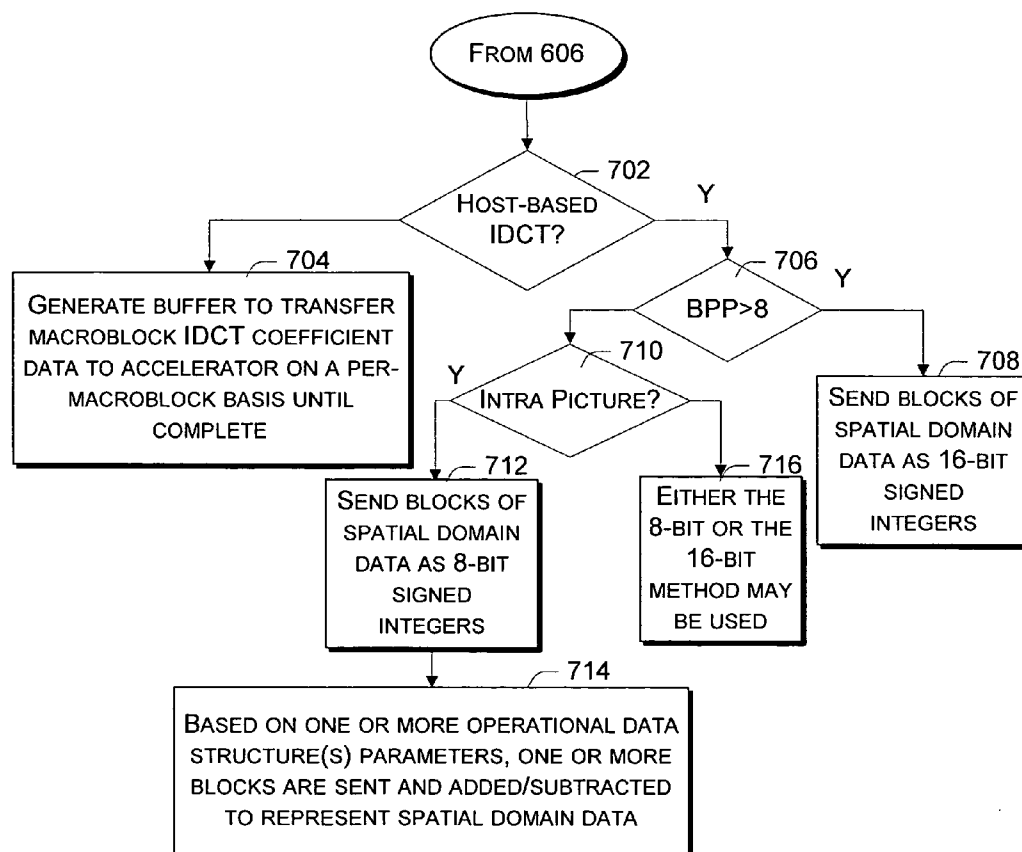 FROM 606
702
Y
HOST-BASED
IDCT?
704
GENERATE BUFFER TO TRANSFER
MACROBLOCK IDCT COEFFICIENT
DATA TO ACCELERATOR ON A PER-
MACROBLOCK BASIS UNTIL
COMPLETE
706
Y
BPP>8
708
SEND BLOCKS OF
SPATIAL DOMAIN
DATA AS 16-BIT
SIGNED
INTEGERS
710
Y
INTRA PICTURE?
712
SEND BLOCKS OF
SPATIAL DOMAIN
DATA AS 8-BIT
SIGNED
INTEGERS
716
EITHER THE
8-BIT OR THE
16-BIT
METHOD MAY
BE USED
714
BASED ON ONE OR MORE OPERATIONAL DATA
STRUCTURE(S) PARAMETERS, ONE OR MORE
BLOCKS ARE SENT AND ADDED/SUBTRACTED
TO REPRESENT SPATIAL DOMAIN DATA